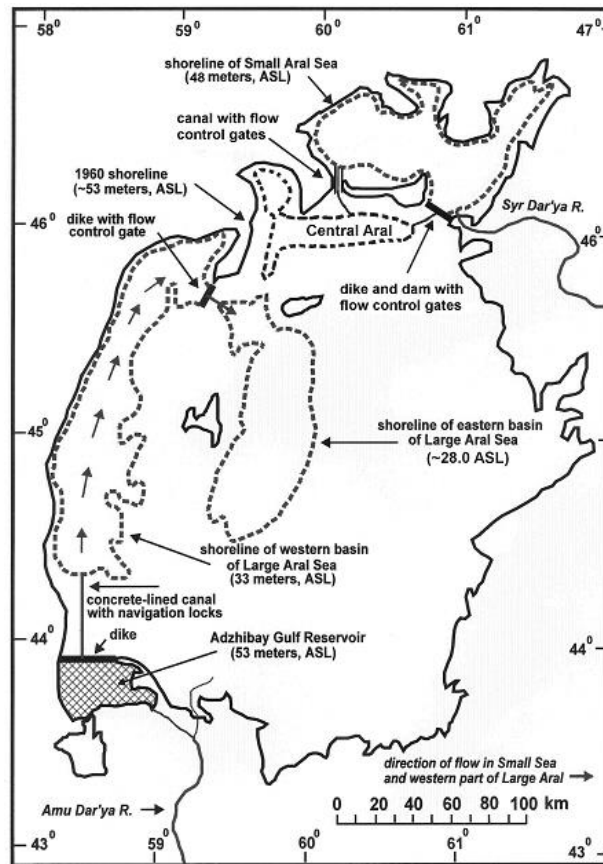 58⁰
59⁰
60⁰
61⁰
47⁰
shoreline of Small Aral Sea
(48 meters, ASL)
canal with flow
control gates
1960 shoreline
(~53 meters, ASL)
dike with flow
control gate
46⁰
Central Aral
Syr Dar'ya R.
46⁰
dike and dam with
flow control gates
45⁰
45⁰
shoreline of eastern basin
of Large Aral Sea
(~28.0 ASL)
shoreline of western basin
of Large Aral Sea
(33 meters, ASL)
concrete-lined canal
with navigation locks
44⁰
dike
Adzhibay Gulf Reservoir
(53 meters, ASL)
44⁰
direction of flow in Small Sea
and western part of Large Aral
Amu Dar'ya R.
0 20 40 60 80 100 km
43⁰
59⁰
60⁰
61⁰
43⁰